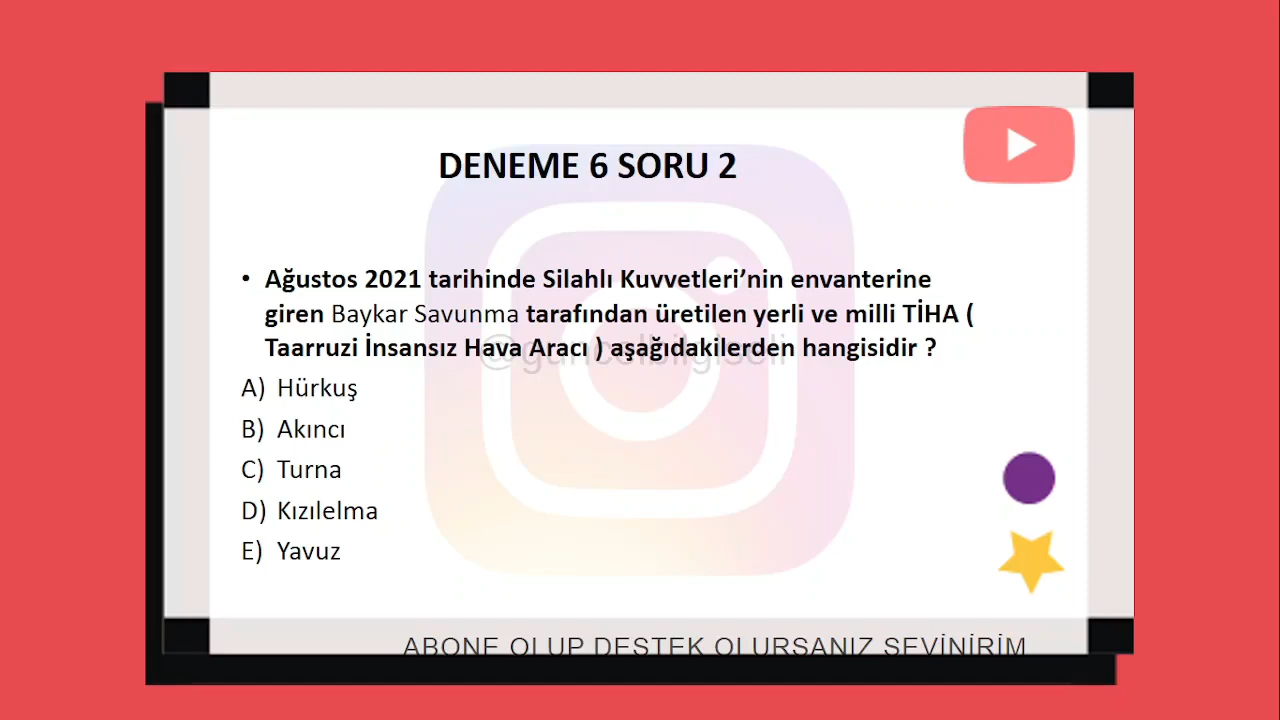 DENEME 6 SORU 2
• Ağustos 2021 tarihinde Silahlı Kuvvetleri’nin envanterine
giren Baykar Savunma tarafından üretilen yerli ve milli TİHA (
Taarruzi İnsansız Hava Aracı ) aşağıdakilerden hangisidir ?
@guncelbilgiseli
A) Hürkuş
B) Akıncı
C) Turna
D) Kızılelma
E) Yavuz
ABONE OLUP DESTEK OLURSANIZ SEVİNİRİM